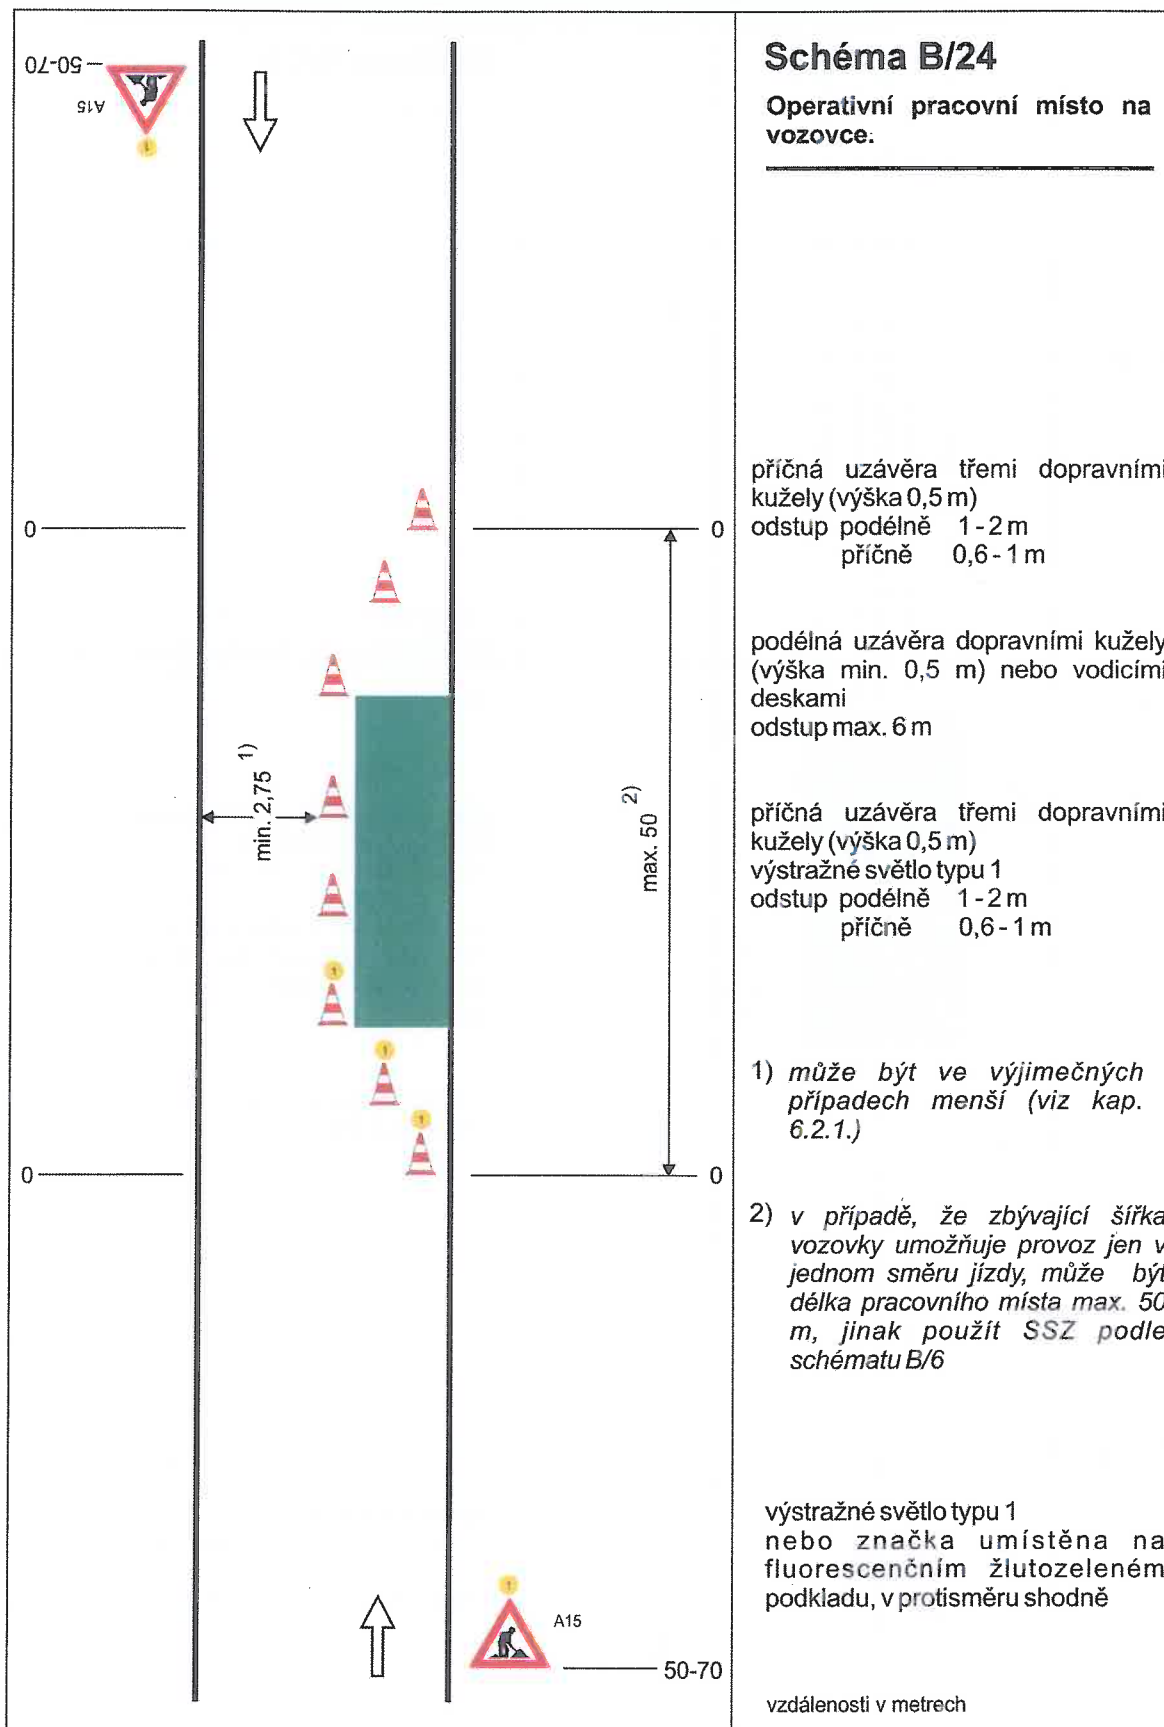 50-70
A15
1
Schéma B/24
Operativní pracovní místo na
vozovce.
příčná uzávěra třemi dopravními
kužely (výška 0,5 m)
odstup podélně 1 - 2 m
příčně 0,6 - 1 m
0
0
podélná uzávěra dopravními kužely
(výška min. 0,5 m) nebo vodicími
deskami
odstup max. 6 m
min. 2,75 1)
max. 50 2)
příčná uzávěra třemi dopravními
kužely (výška 0,5 m)
výstražné světlo typu 1
odstup podélně 1 - 2 m
příčně 0,6 - 1 m
1
1
1
1) může být ve výjimečných
případech menší (viz kap.
6.2.1.)
0
0
2) v případě, že zbývající šířka
vozovky umožňuje provoz jen v
jednom směru jízdy, může být
délka pracovního místa max. 50
m, jinak použít SSZ podle
schématu B/6
výstražné světlo typu 1
nebo značka umístěna na
fluorescenčním žlutozeleném
podkladu, v protisměru shodně
1
A15
50-70
vzdálenosti v metrech